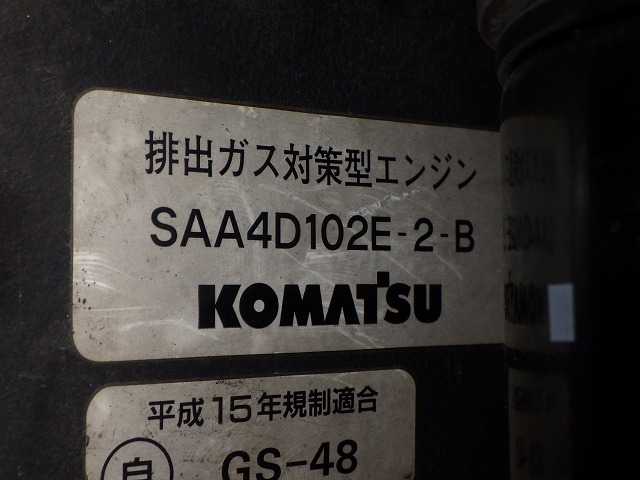 排出ガス対策型エンジン
SAA4D102E-2-B
KOMATSU
平成15年規制適合
自
GS-48